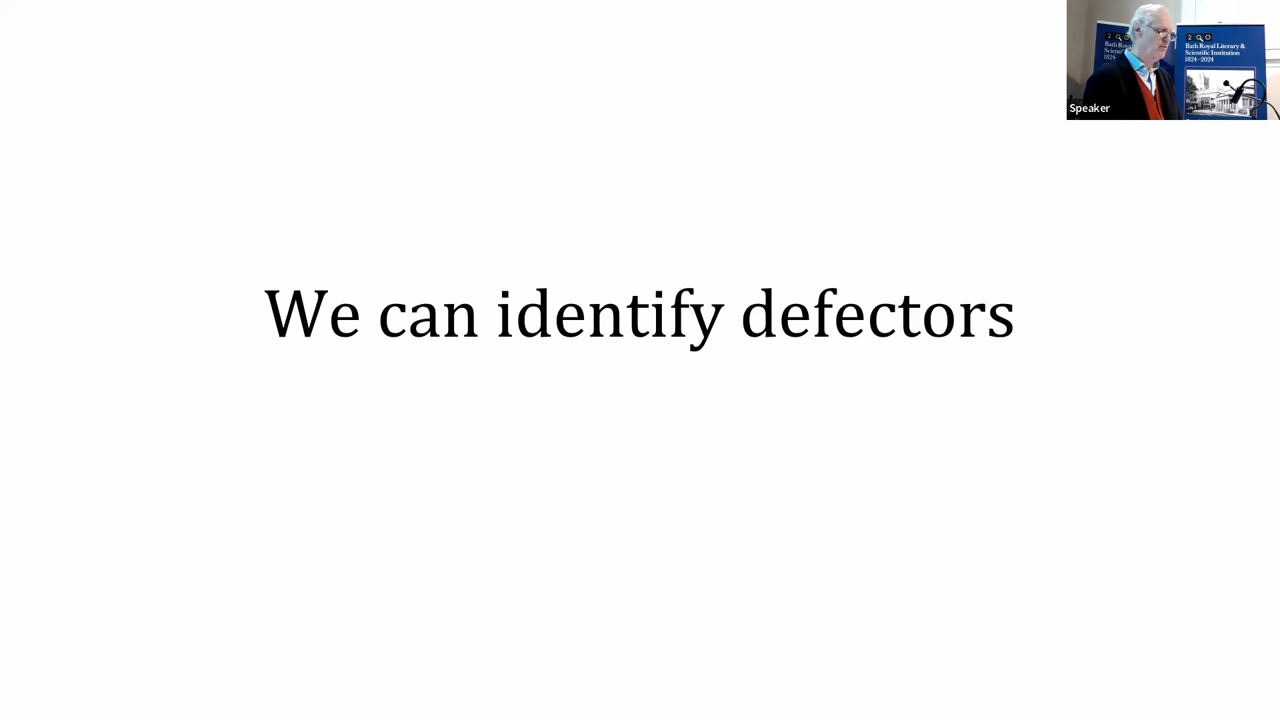 We can identify defectors
Speaker
Bath Royal Literary &
Scientific Institution
1824-2024